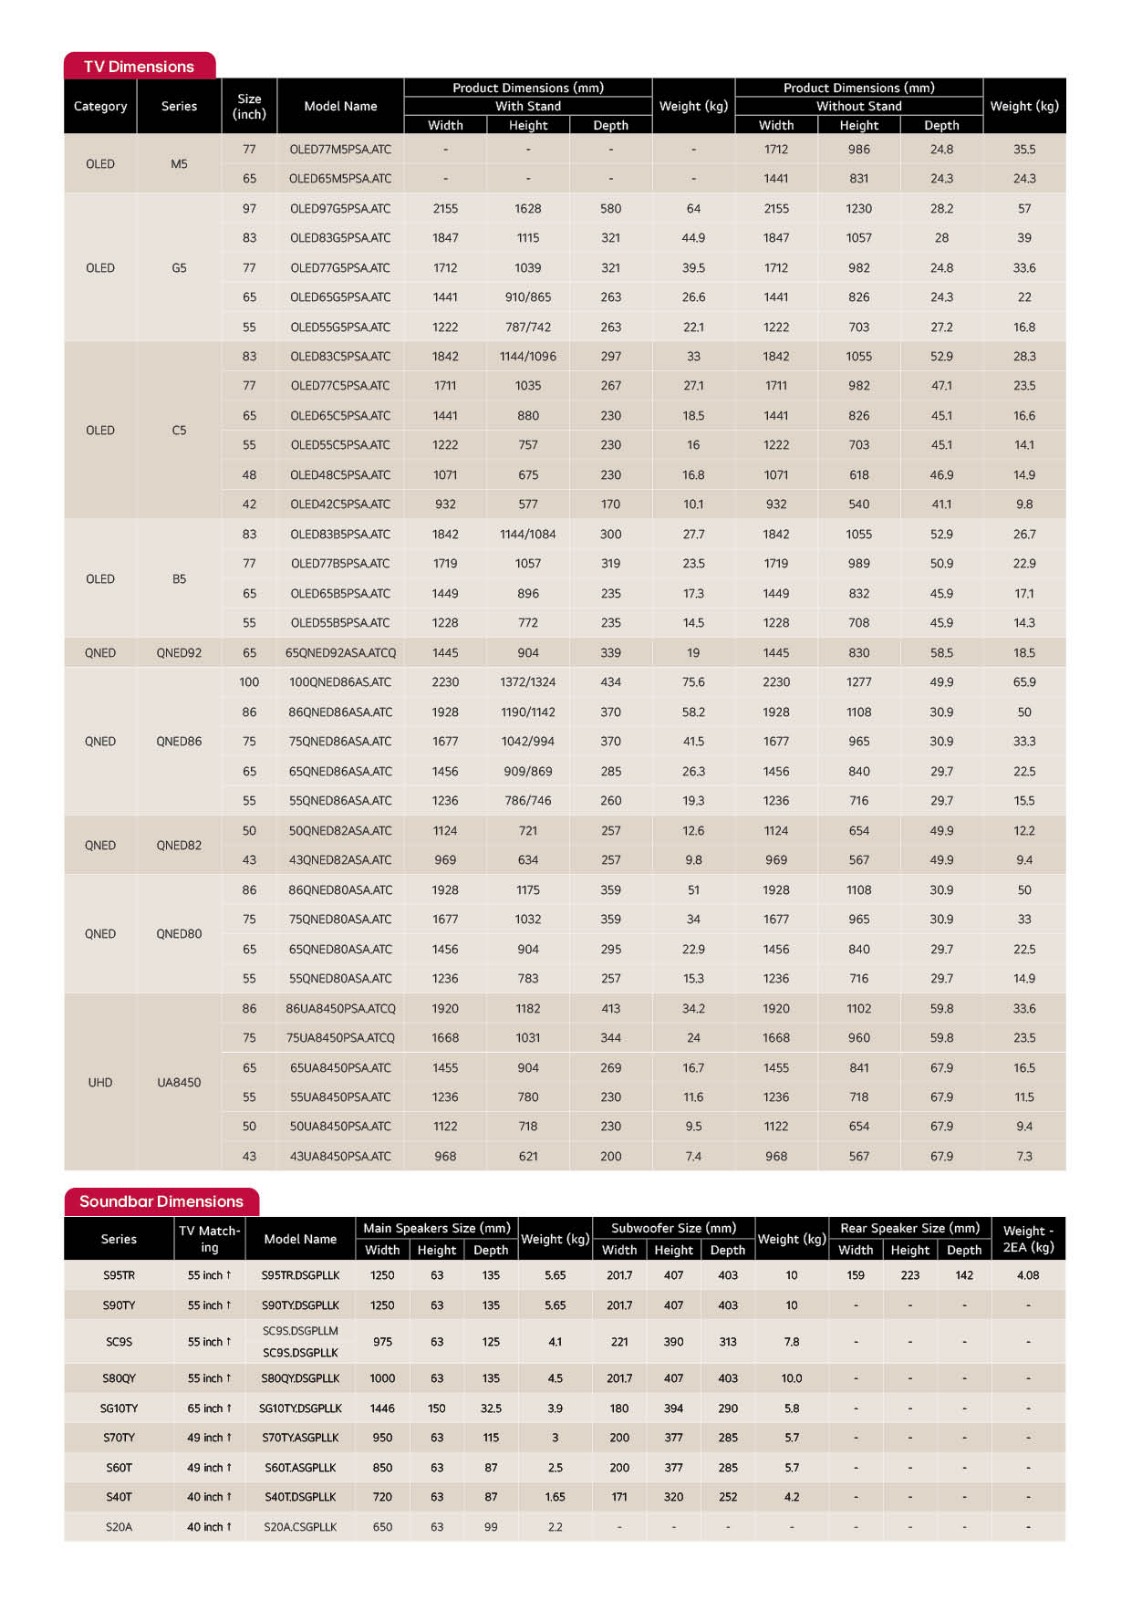 TV Dimensions
Category Series Size (inch) Model Name Product Dimensions (mm) With Stand Width Height Depth Weight (kg) Product Dimensions (mm) Without Stand Width Height Depth Weight (kg)
OLED M5 77 OLED77M5PSA.ATC - - - - 1712 986 24.8 35.5
65 OLED65M5PSA.ATC - - - - 1441 831 24.3 24.3
OLED G5 97 OLED97G5PSA.ATC 2155 1628 580 64 2155 1230 28.2 57
83 OLED83G5PSA.ATC 1847 1115 321 44.9 1847 1057 28 39
77 OLED77G5PSA.ATC 1712 1039 321 39.5 1712 982 24.8 33.6
65 OLED65G5PSA.ATC 1441 910/865 263 26.6 1441 826 24.3 22
55 OLED55G5PSA.ATC 1222 787/742 263 22.1 1222 703 27.2 16.8
OLED C5 83 OLED83C5PSA.ATC 1842 1144/1096 297 33 1842 1055 52.9 28.3
77 OLED77C5PSA.ATC 1711 1035 267 27.1 1711 982 47.1 23.5
65 OLED65C5PSA.ATC 1441 880 230 18.5 1441 826 45.1 16.6
55 OLED55C5PSA.ATC 1222 757 230 16 1222 703 45.1 14.1
48 OLED48C5PSA.ATC 1071 675 230 16.8 1071 618 46.9 14.9
42 OLED42C5PSA.ATC 932 577 170 10.1 932 540 41.1 9.8
OLED B5 83 OLED83B5PSA.ATC 1842 1144/1084 300 27.7 1842 1055 52.9 26.7
77 OLED77B5PSA.ATC 1719 1057 319 23.5 1719 989 50.9 22.9
65 OLED65B5PSA.ATC 1449 896 235 17.3 1449 832 45.9 17.1
55 OLED55B5PSA.ATC 1228 772 235 14.5 1228 708 45.9 14.3
QNED QNED92 65 65QNED92ASA.ATCQ 1445 904 339 19 1445 830 58.5 18.5
QNED QNED86 100 100QNED86AS.ATC 2230 1372/1324 434 75.6 2230 1277 49.9 65.9
86 86QNED86ASA.ATC 1928 1190/1142 370 58.2 1928 1108 30.9 50
75 75QNED86ASA.ATC 1677 1042/994 370 41.5 1677 965 30.9 33.3
65 65QNED86ASA.ATC 1456 909/869 285 26.3 1456 840 29.7 22.5
55 55QNED86ASA.ATC 1236 786/746 260 19.3 1236 716 29.7 15.5
QNED QNED82 50 50QNED82ASA.ATC 1124 721 257 12.6 1124 654 49.9 12.2
43 43QNED82ASA.ATC 969 634 257 9.8 969 567 49.9 9.4
QNED QNED80 86 86QNED80ASA.ATC 1928 1175 359 51 1928 1108 30.9 50
75 75QNED80ASA.ATC 1677 1032 359 34 1677 965 30.9 33
65 65QNED80ASA.ATC 1456 904 295 22.9 1456 840 29.7 22.5
55 55QNED80ASA.ATC 1236 783 257 15.3 1236 716 29.7 14.9
UHD UA8450 86 86UA8450PSA.ATCQ 1920 1182 413 34.2 1920 1102 59.8 33.6
75 75UA8450PSA.ATCQ 1668 1031 344 24 1668 960 59.8 23.5
65 65UA8450PSA.ATC 1455 904 269 16.7 1455 841 67.9 16.5
55 55UA8450PSA.ATC 1236 780 230 11.6 1236 718 67.9 11.5
50 50UA8450PSA.ATC 1122 718 230 9.5 1122 654 67.9 9.4
43 43UA8450PSA.ATC 968 621 200 7.4 968 567 67.9 7.3
Soundbar Dimensions
Series TV Match-ing Model Name Main Speakers Size (mm) Width Height Depth Weight (kg) Subwoofer Size (mm) Width Height Depth Weight (kg) Rear Speaker Size (mm) Width Height Depth Weight - 2EA (kg)
S95TR 55 inch ↑ S95TR.DSGPLLK 1250 63 135 5.65 201.7 407 403 10 159 223 142 4.08
S90TY 55 inch ↑ S90TY.DSGPLLK 1250 63 135 5.65 201.7 407 403 10 - - - -
SC9S 55 inch ↑ SC9S.DSGPLLM SC9S.DSGPLLK 975 63 125 4.1 221 390 313 7.8 - - - -
S80QY 55 inch ↑ S80QY.DSGPLLK 1000 63 135 4.5 201.7 407 403 10.0 - - - -
SG10TY 65 inch ↑ SG10TY.DSGPLLK 1446 150 32.5 3.9 180 394 290 5.8 - - - -
S70TY 49 inch ↑ S70TY.ASGPLLK 950 63 115 3 200 377 285 5.7 - - - -
S60T 49 inch ↑ S60T.ASGPLLK 850 63 87 2.5 200 377 285 5.7 - - - -
S40T 40 inch ↑ S40T.DSGPLLK 720 63 87 1.65 171 320 252 4.2 - - - -
S20A 40 inch ↑ S20A.CSGPLLK 650 63 99 2.2 - - - - - - - -